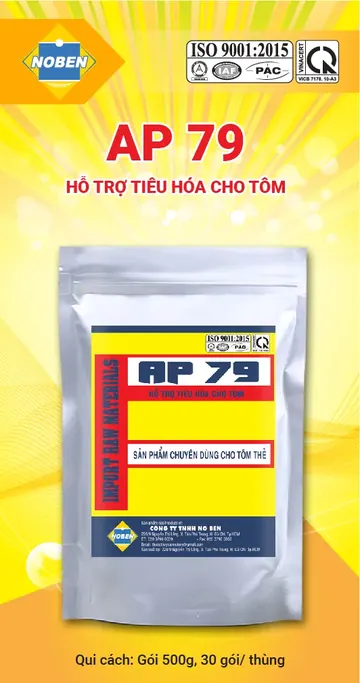 NOBEN
ISO 9001:2015
IAF
PAC
VINACERT
VICB 7178. 10-A3
AP 79
HỖ TRỢ TIÊU HÓA CHO TÔM
ISO 9001:2015
PAC
AP 79
HỖ TRỢ TIÊU HÓA CHO TÔM
IMPORT RAW MATERIALS
SẢN PHẨM CHUYÊN DÙNG CHO TÔM THẺ
NOBEN
CÔNG TY TNHH NO BEN
Qui cách: Gói 500g, 30 gói/ thùng